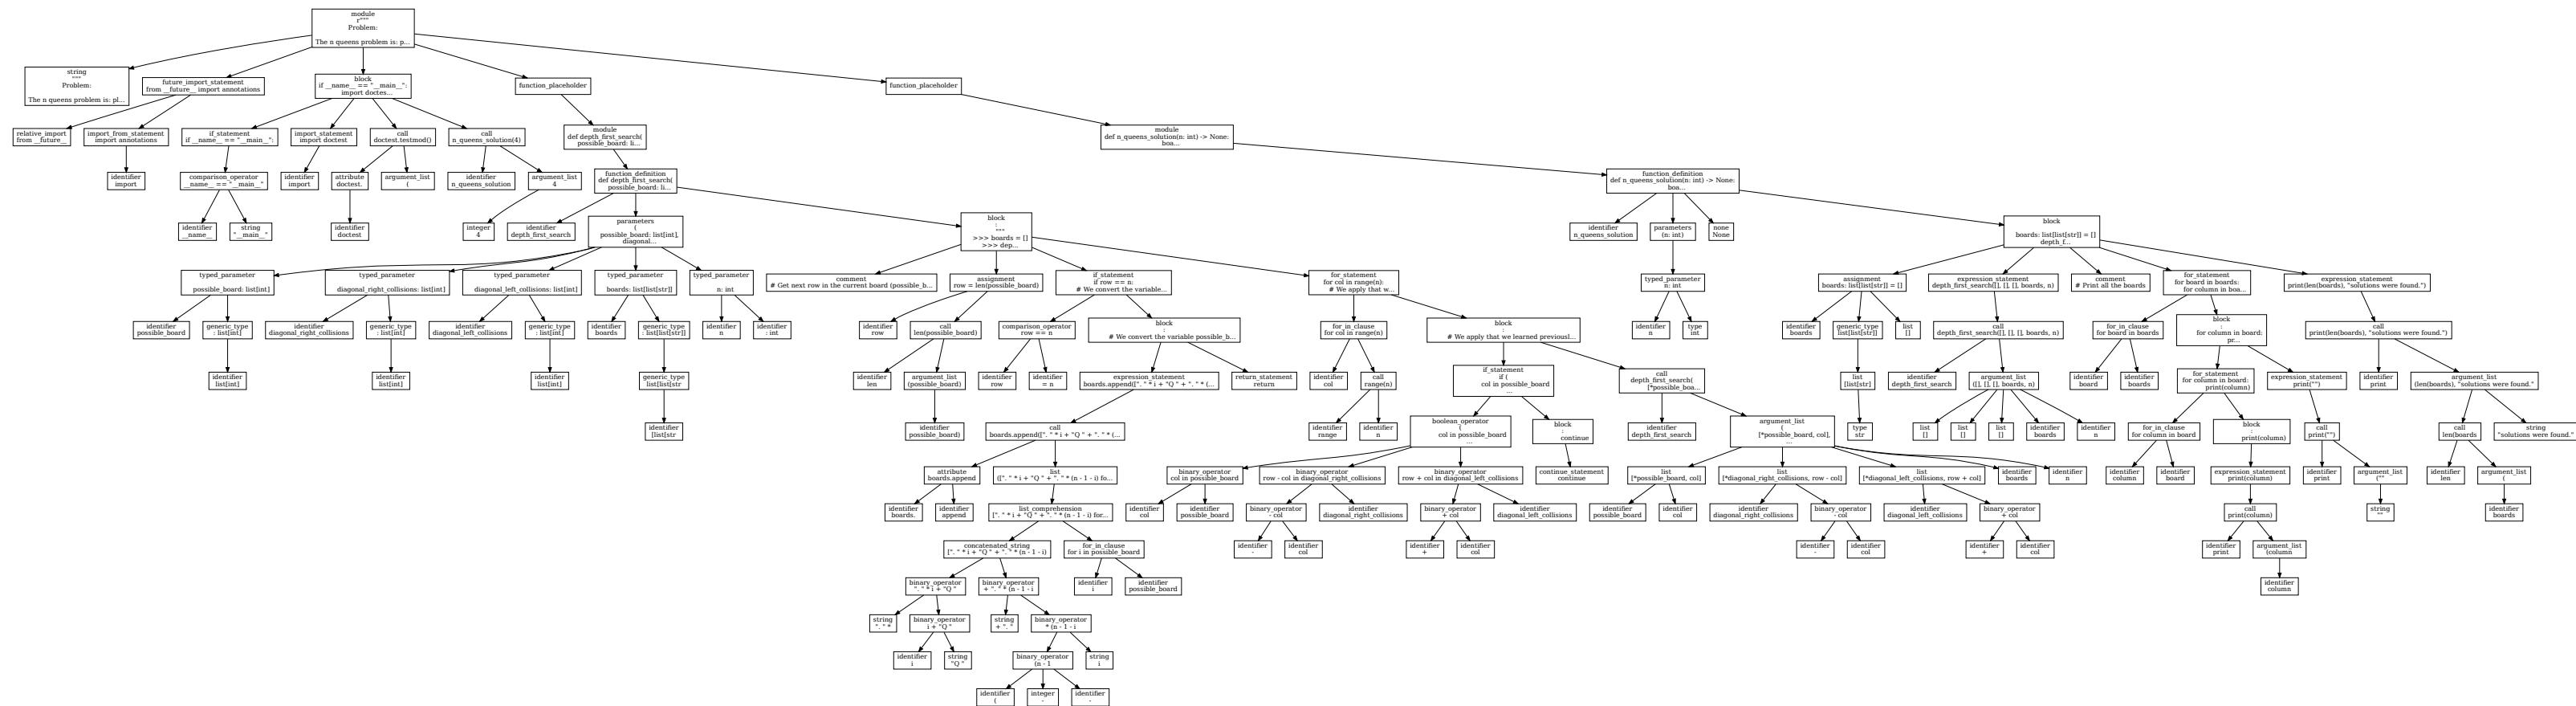 module
r"""
Problem:
The n queens problem is: p...
string
"""
Problem:
The n queens problem is: pl...
future_import_statement
from __future__ import annotations
block
if __name__ == "__main__":
import doctes...
function_placeholder
function_placeholder
relative_import
from __future__
import_from_statement
import annotations
if_statement
if __name__ == "__main__":
import_statement
import doctest
call
doctest.testmod()
call
n_queens_solution(4)
module
def depth_first_search(
possible_board: li...
module
def n_queens_solution(n: int) -> None:
boa...
identifier
import
comparison_operator
__name__ == "__main__"
identifier
import
attribute
doctest.
argument_list
(
identifier
n_queens_solution
argument_list
4
function_definition
def depth_first_search(
possible_board: li...
function_definition
def n_queens_solution(n: int) -> None:
boa...
identifier
__name__
string
"__main__"
identifier
doctest
integer
4
identifier
depth_first_search
parameters
(
possible_board: list[int],
diagonal...
block
:
"""
>>> boards = []
>>> dep...
identifier
n_queens_solution
parameters
(n: int)
none
None
block
boards: list[list[str]] = []
depth_f...
typed_parameter
possible_board: list[int]
typed_parameter
diagonal_right_collisions: list[int]
typed_parameter
diagonal_left_collisions: list[int]
typed_parameter
boards: list[list[str]]
typed_parameter
n: int
comment
# Get next row in the current board (possible_b...
assignment
row = len(possible_board)
if_statement
if row == n:
# We convert the variable...
for_statement
for col in range(n):
# We apply that w...
typed_parameter
n: int
assignment
boards: list[list[str]] = []
expression_statement
depth_first_search([], [], [], boards, n)
comment
# Print all the boards
for_statement
for board in boards:
for column in boa...
expression_statement
print(len(boards), "solutions were found.")
identifier
possible_board
generic_type
: list[int]
identifier
diagonal_right_collisions
generic_type
: list[int]
identifier
diagonal_left_collisions
generic_type
: list[int]
identifier
boards
generic_type
: list[list[str]]
identifier
n
identifier
: int
identifier
row
call
len(possible_board)
comparison_operator
row == n
block
:
# We convert the variable possible_b...
for_in_clause
for col in range(n)
block
:
# We apply that we learned previousl...
identifier
n
type
int
identifier
boards
generic_type
list[list[str]]
list
[]
call
depth_first_search([], [], [], boards, n)
for_in_clause
for board in boards
block
:
for column in board:
pr...
call
print(len(boards), "solutions were found.")
identifier
list[int]
identifier
list[int]
identifier
list[int]
generic_type
list[list[str
identifier
len
argument_list
(possible_board)
identifier
row
identifier
= n
expression_statement
boards.append([". " * i + "Q " + ". " * (...
return_statement
return
identifier
col
call
range(n)
if_statement
if (
col in possible_board
...
call
depth_first_search(
[*possible_boa...
list
[list[str]
identifier
depth_first_search
argument_list
([], [], [], boards, n)
identifier
board
identifier
boards
for_statement
for column in board:
print(column)
expression_statement
print("")
identifier
print
argument_list
(len(boards), "solutions were found."
identifier
[list[str
identifier
possible_board)
call
boards.append([". " * i + "Q " + ". " * (...
identifier
range
identifier
n
boolean_operator
(
col in possible_board
...
block
:
continue
identifier
depth_first_search
argument_list
(
[*possible_board, col],
...
type
str
list
[]
list
[]
list
[]
identifier
boards
identifier
n
for_in_clause
for column in board
block
:
print(column)
call
print("")
call
len(boards
string
"solutions were found."
attribute
boards.append
list
([". " * i + "Q " + ". " * (n - 1 - i) fo...
binary_operator
col in possible_board
binary_operator
row - col in diagonal_right_collisions
binary_operator
row + col in diagonal_left_collisions
continue_statement
continue
list
[*possible_board, col]
list
[*diagonal_right_collisions, row - col]
list
[*diagonal_left_collisions, row + col]
identifier
boards
identifier
n
identifier
column
identifier
board
expression_statement
print(column)
identifier
print
argument_list
(""
identifier
len
argument_list
(
identifier
boards.
identifier
append
list_comprehension
[". " * i + "Q " + ". " * (n - 1 - i) for...
identifier
col
identifier
possible_board
binary_operator
- col
identifier
diagonal_right_collisions
binary_operator
+ col
identifier
diagonal_left_collisions
identifier
possible_board
identifier
col
identifier
diagonal_right_collisions
binary_operator
- col
identifier
diagonal_left_collisions
binary_operator
+ col
call
print(column)
string
""
identifier
boards
concatenated_string
[". " * i + "Q " + ". " * (n - 1 - i)
for_in_clause
for i in possible_board
identifier
-
identifier
col
identifier
+
identifier
col
identifier
-
identifier
col
identifier
+
identifier
col
identifier
print
argument_list
(column
binary_operator
". " * i + "Q "
binary_operator
+ ". " * (n - 1 - i
identifier
i
identifier
possible_board
identifier
column
string
". " *
binary_operator
i + "Q "
string
+ ". "
binary_operator
* (n - 1 - i
identifier
i
string
"Q "
binary_operator
(n - 1
string
i
identifier
(
integer
-
identifier
-